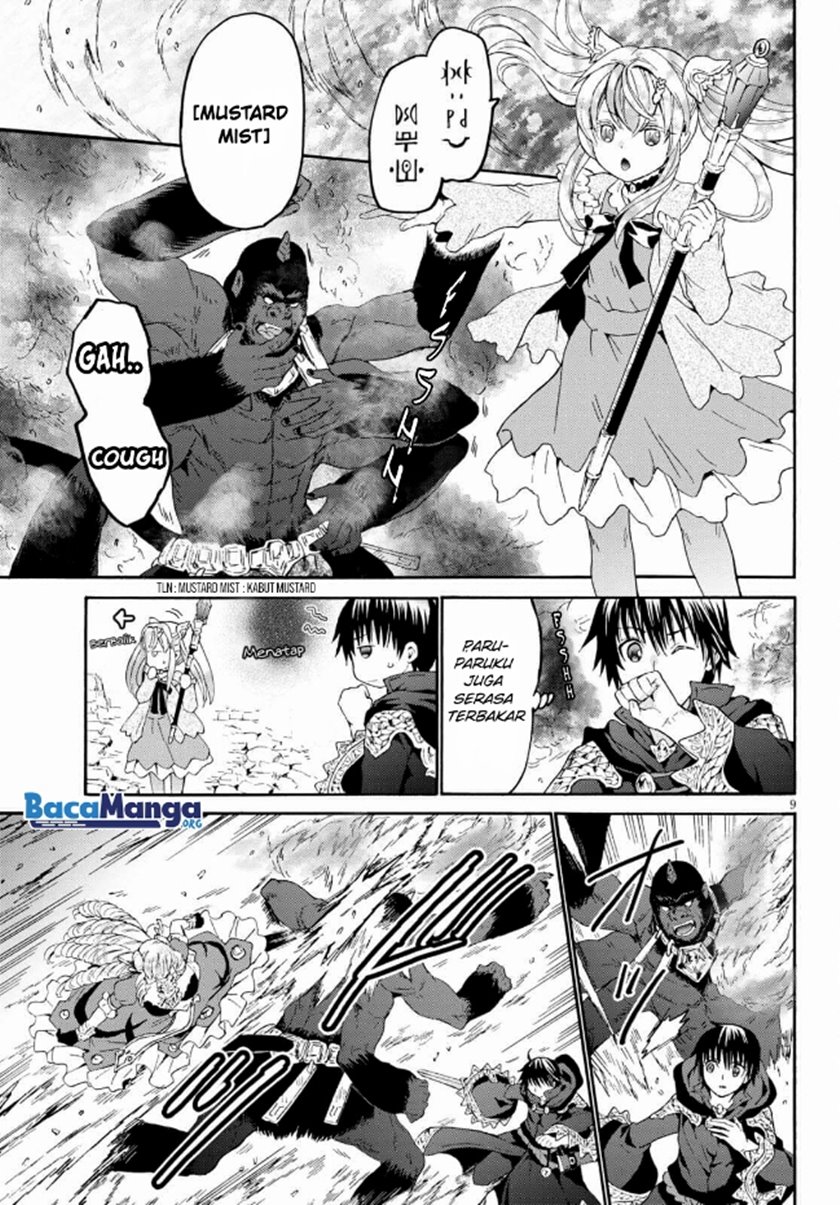 [MUSTARD
MIST]
GAH..
COUGH
FSSHH
TLN : MUSTARD MIST : KABUT MUSTARD
FSSHH
PARU-
PARUKU
JUGA
SERASA
TERBAKAR
Menatap
Berbalik
9
BacaManga
.ORG